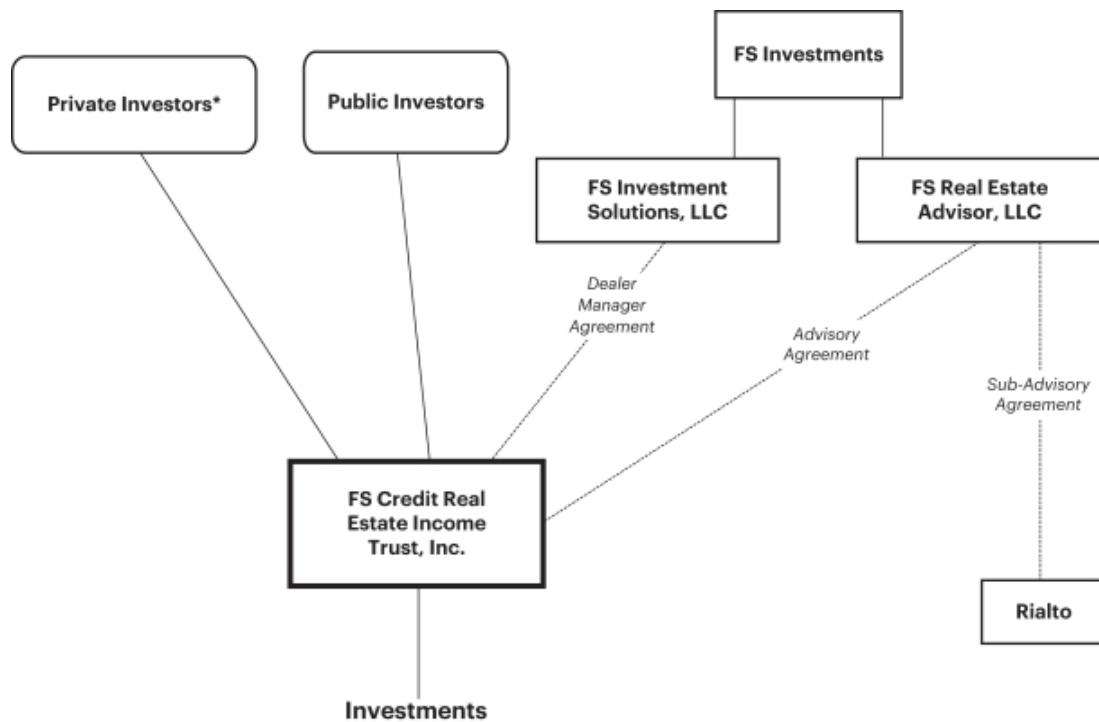 FS Investments
Private Investors*
Public Investors
FS Investment
Solutions, LLC
FS Real Estate
Advisor, LLC
Dealer
Manager
Agreement
Advisory
Agreement
Sub-Advisory
Agreement
FS Credit Real
Estate Income
Trust, Inc.
Rialto
Investments